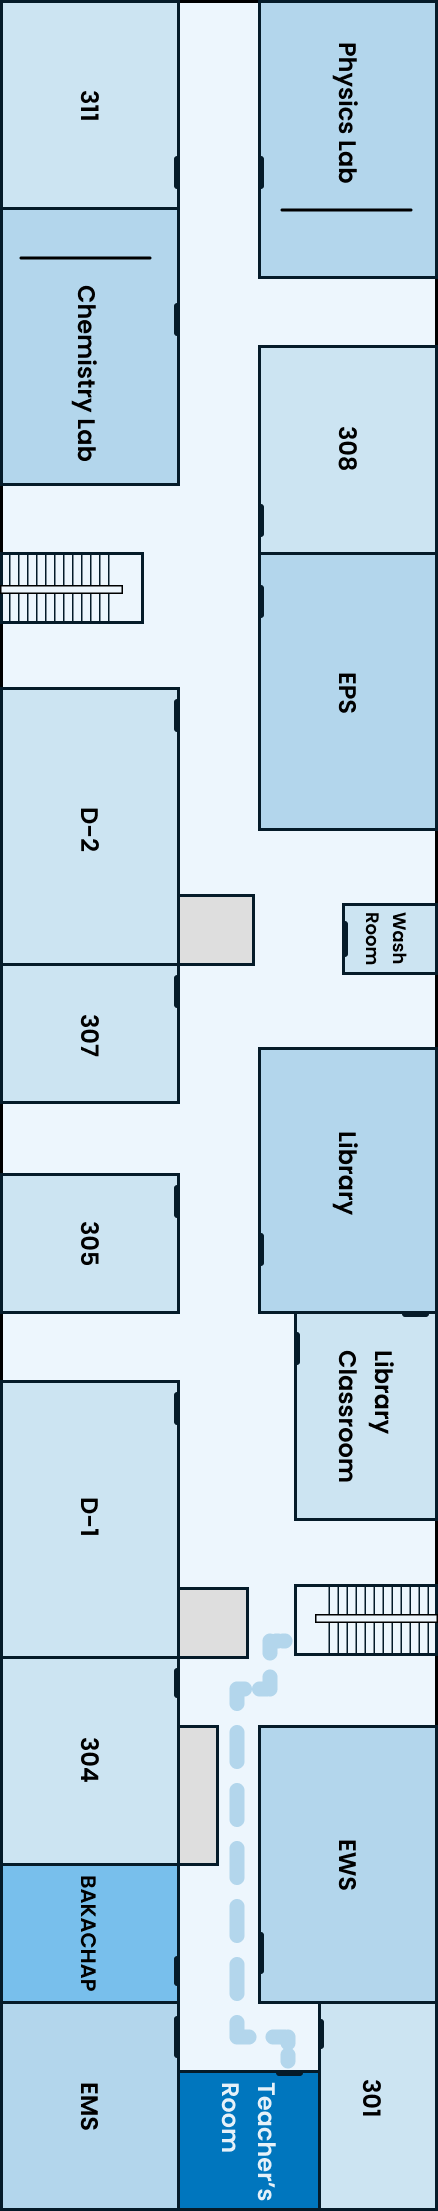 311
Physics Lab
Chemistry Lab
308
EPS
D-2
Wash
Room
307
Library
305
Library
Classroom
D-1
304
EWS
BAKACHAP
301
EMS
Teacher's
Room